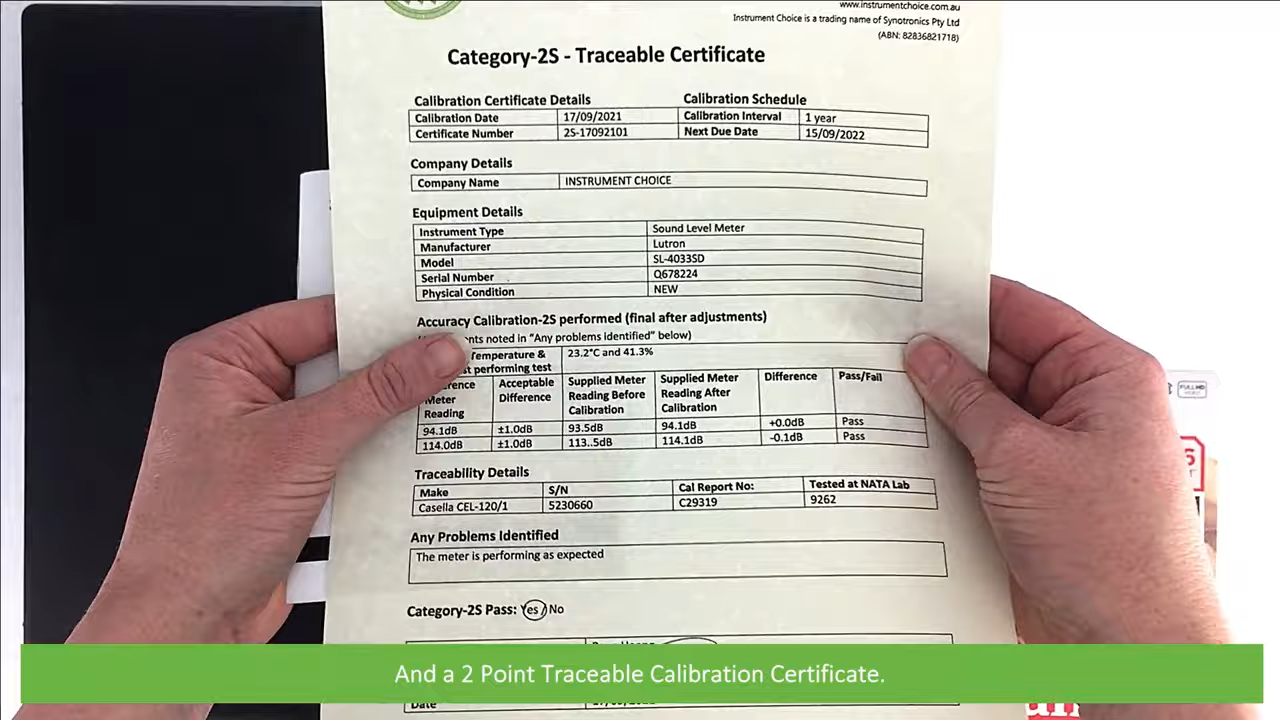 www.instrumentchoice.com.au
Instrument Choice is a trading name of Synotronics Pty Ltd
(ABN: 82836821718)
Category-2S - Traceable Certificate
Calibration Certificate Details Calibration Schedule
Calibration Date 17/09/2021 Calibration Interval 1 year
Certificate Number 2S-17092101 Next Due Date 15/09/2022
Company Details
Company Name INSTRUMENT CHOICE
Equipment Details
Instrument Type Sound Level Meter
Manufacturer Lutron
Model SL-4033SD
Serial Number Q678224
Physical Condition NEW
Accuracy Calibration-2S performed (final after adjustments)
noted in "Any problems identified" below)
Temperature & 23.2°C and 41.3%
performing test
Acceptable Supplied Meter Supplied Meter Difference Pass/Fail
Meter Difference Reading Before Reading After
Reading Calibration Calibration
94.1dB ±1.0dB 93.5dB 94.1dB +0.0dB Pass
114.0dB ±1.0dB 113..5dB 114.1dB -0.1dB Pass
Traceability Details
Make S/N Cal Report No: Tested at NATA Lab
Casella CEL-120/1 5230660 C29319 9262
Any Problems Identified
The meter is performing as expected
Category-2S Pass: Yes / No
And a 2 Point Traceable Calibration Certificate.
Date
FULL HD